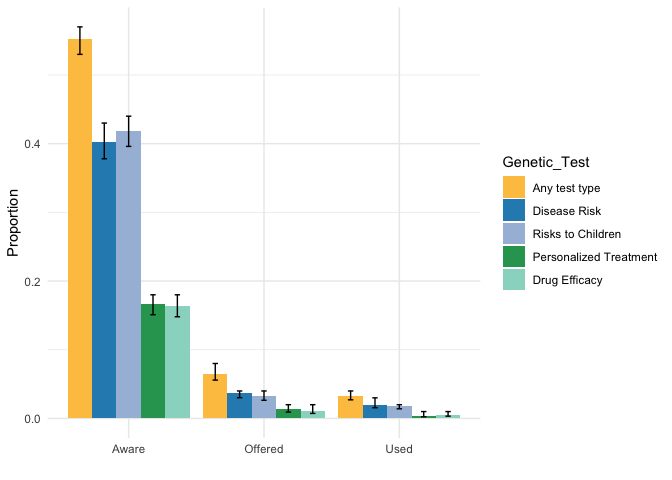 Proportion
0.4
0.2
0.0
Aware
Offered
Used
Genetic_Test
Any test type
Disease Risk
Risks to Children
Personalized Treatment
Drug Efficacy